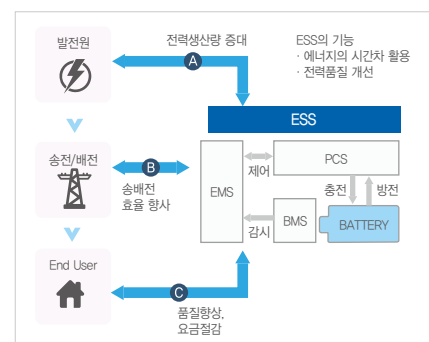 발전원
전력생산량 증대
A
ESS의 기능
· 에너지의 시간차 활용
· 전력품질 개선
ESS
송전/배전
B
송배전
효율 향사
EMS
제어
PCS
충전
방전
감시
BMS
BATTERY
End User
C
품질향상,
요금절감